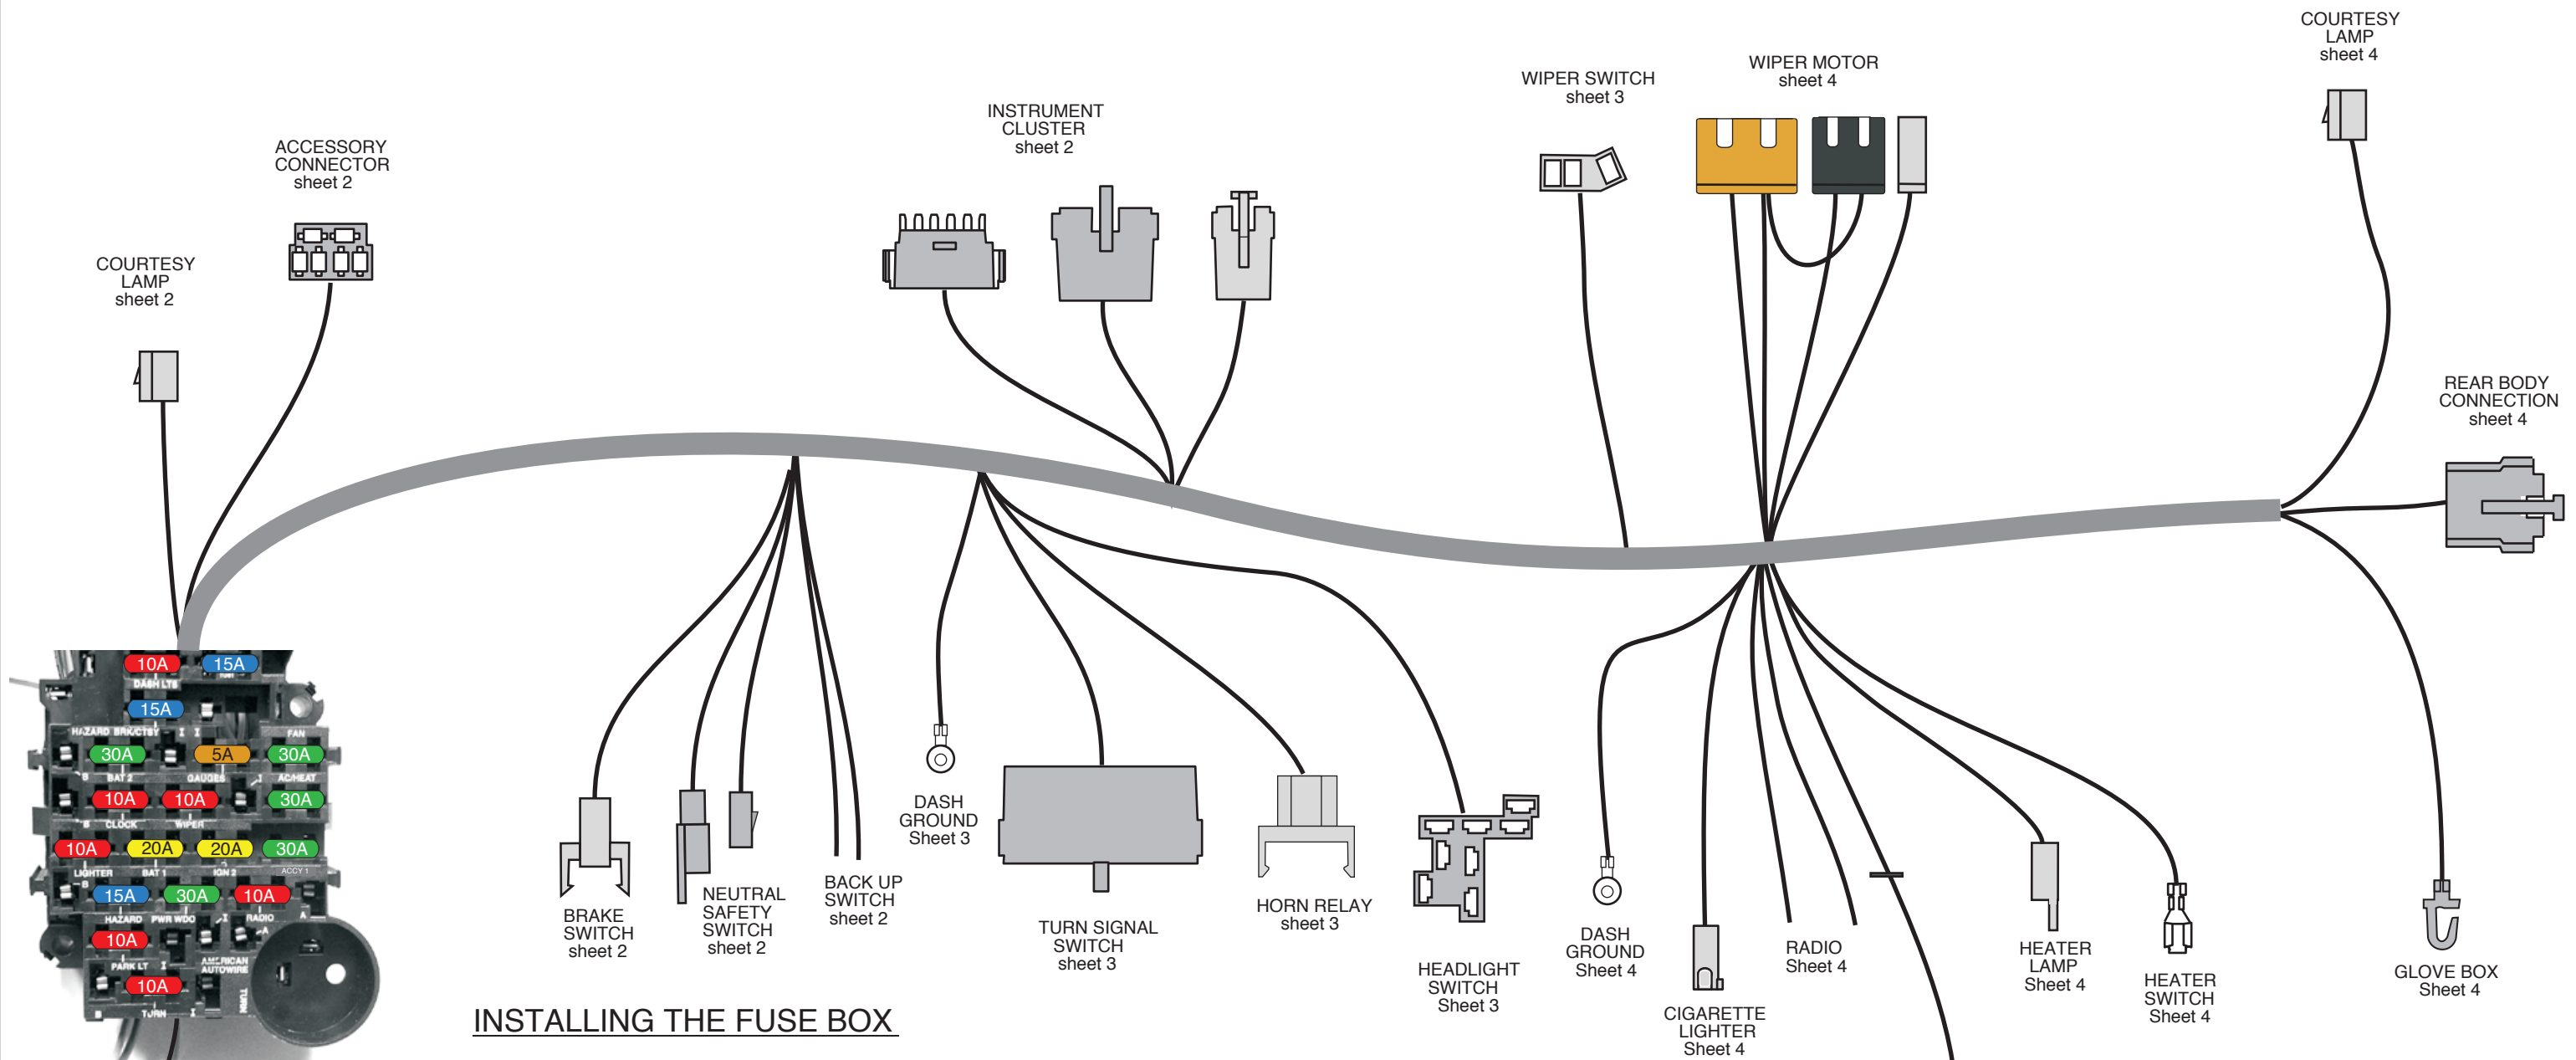 COURTESY
LAMP
sheet 4
WIPER MOTOR
sheet 4
WIPER SWITCH
sheet 3
INSTRUMENT
CLUSTER
sheet 2
ACCESSORY
CONNECTOR
sheet 2
COURTESY
LAMP
sheet 2
REAR BODY
CONNECTION
sheet 4
10A 15A
DASH LTS
15A
HAZARD BRK/CTSY I I FAN
30A 5A 30A
B BAT 2 GAUGES I AC/HEAT
10A 10A 30A
B CLOCK WIPER
10A 20A 20A 30A
LIGHTER BAT 1 IGN 2 ACCY 1
B
15A 30A 10A
HAZARD PWR WDO I RADIO A
10A
A
PARK LT I AMERICAN
AUTOWIRE
10A
TURN
B TURN I
BRAKE
SWITCH
sheet 2
NEUTRAL
SAFETY
SWITCH
sheet 2
BACK UP
SWITCH
sheet 2
DASH
GROUND
Sheet 3
TURN SIGNAL
SWITCH
sheet 3
HORN RELAY
sheet 3
HEADLIGHT
SWITCH
Sheet 3
DASH
GROUND
Sheet 4
CIGARETTE
LIGHTER
Sheet 4
RADIO
Sheet 4
HEATER
LAMP
Sheet 4
HEATER
SWITCH
Sheet 4
GLOVE BOX
Sheet 4
INSTALLING THE FUSE BOX